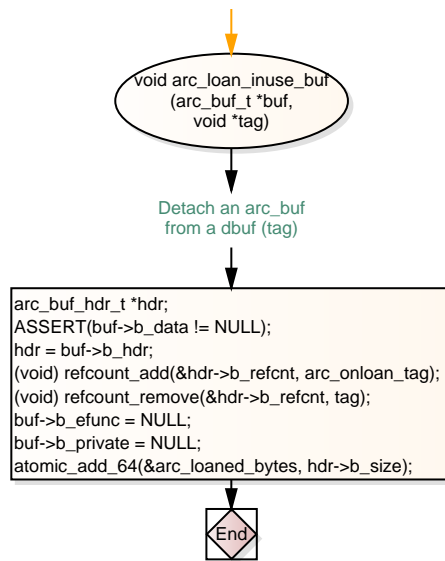 void arc_loan_inuse_buf
(arc_buf_t *buf,
void *tag)
Detach an arc_buf
from a dbuf (tag)
arc_buf_hdr_t *hdr;
ASSERT(buf->b_data != NULL);
hdr = buf->b_hdr;
(void) refcount_add(&hdr->b_refcnt, arc_onloan_tag);
(void) refcount_remove(&hdr->b_refcnt, tag);
buf->b_efunc = NULL;
buf->b_private = NULL;
atomic_add_64(&arc_loaned_bytes, hdr->b_size);
End